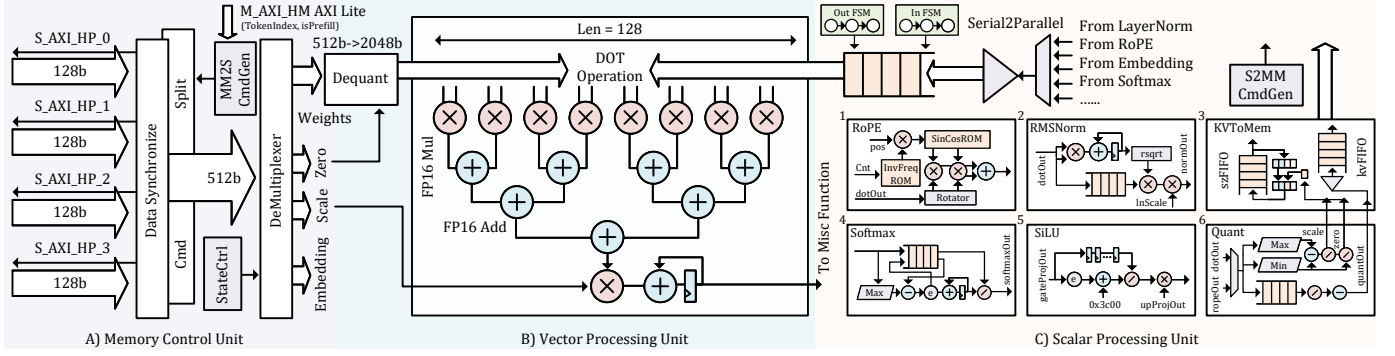 M_AXI_HM AXI Lite
(TokenIndex, isPrefill)
S_AXI_HP_0
128b
S_AXI_HP_1
128b
S_AXI_HP_2
128b
S_AXI_HP_3
128b
Data Synchronize
Split
Cmd
MM2S
CmdGen
512b
StateCtrl
DeMultiplexer
512b->2048b
Dequant
Weights
Zero
Scale
Embedding
A) Memory Control Unit
Len = 128
DOT
Operation
FP16 Mul
FP16 Add
B) Vector Processing Unit
To Misc Function
Out FSM
In FSM
Serial2Parallel
From LayerNorm
From RoPE
From Embedding
From Softmax
......
S2MM
CmdGen
1
RoPE
pos
SinCosROM
Cnt
InvFreq
ROM
dotOut
Rotator
2
RMSNorm
dotOut
rsqrt
lnScale
normOut
3
KVToMem
szFIFO
kvFIFO
4
Softmax
Max
e
softmaxOut
5
SiLU
gateProjOut
e
0x3c00
upProjOut
6
Quant
ropeOut
dotOut
Max
Min
scale
zero
quantOut
C) Scalar Processing Unit